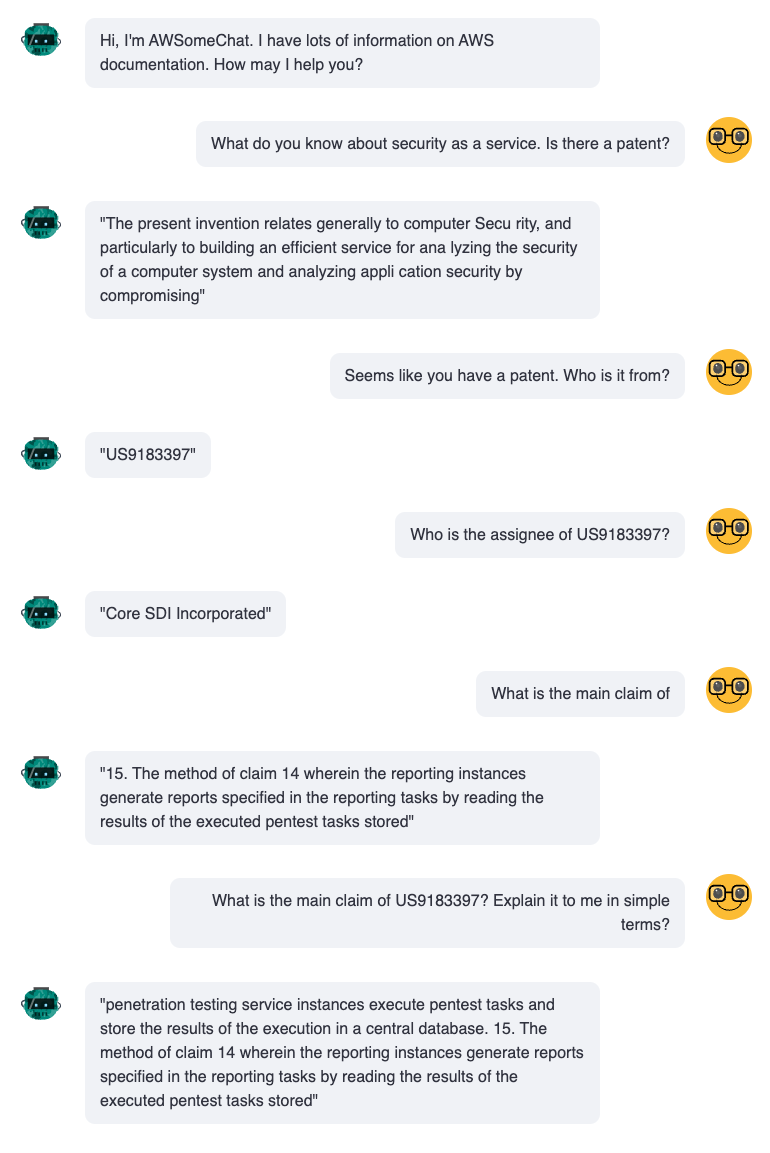 Hi, I'm AWSomeChat. I have lots of information on AWS
documentation. How may I help you?
What do you know about security as a service. Is there a patent?
"The present invention relates generally to computer Secu rity, and
particularly to building an efficient service for ana lyzing the security
of a computer system and analyzing appli cation security by
compromising"
Seems like you have a patent. Who is it from?
"US9183397"
Who is the assignee of US9183397?
"Core SDI Incorporated"
What is the main claim of
"15. The method of claim 14 wherein the reporting instances
generate reports specified in the reporting tasks by reading the
results of the executed pentest tasks stored"
What is the main claim of US9183397? Explain it to me in simple
terms?
"penetration testing service instances execute pentest tasks and
store the results of the execution in a central database. 15. The
method of claim 14 wherein the reporting instances generate reports
specified in the reporting tasks by reading the results of the
executed pentest tasks stored"